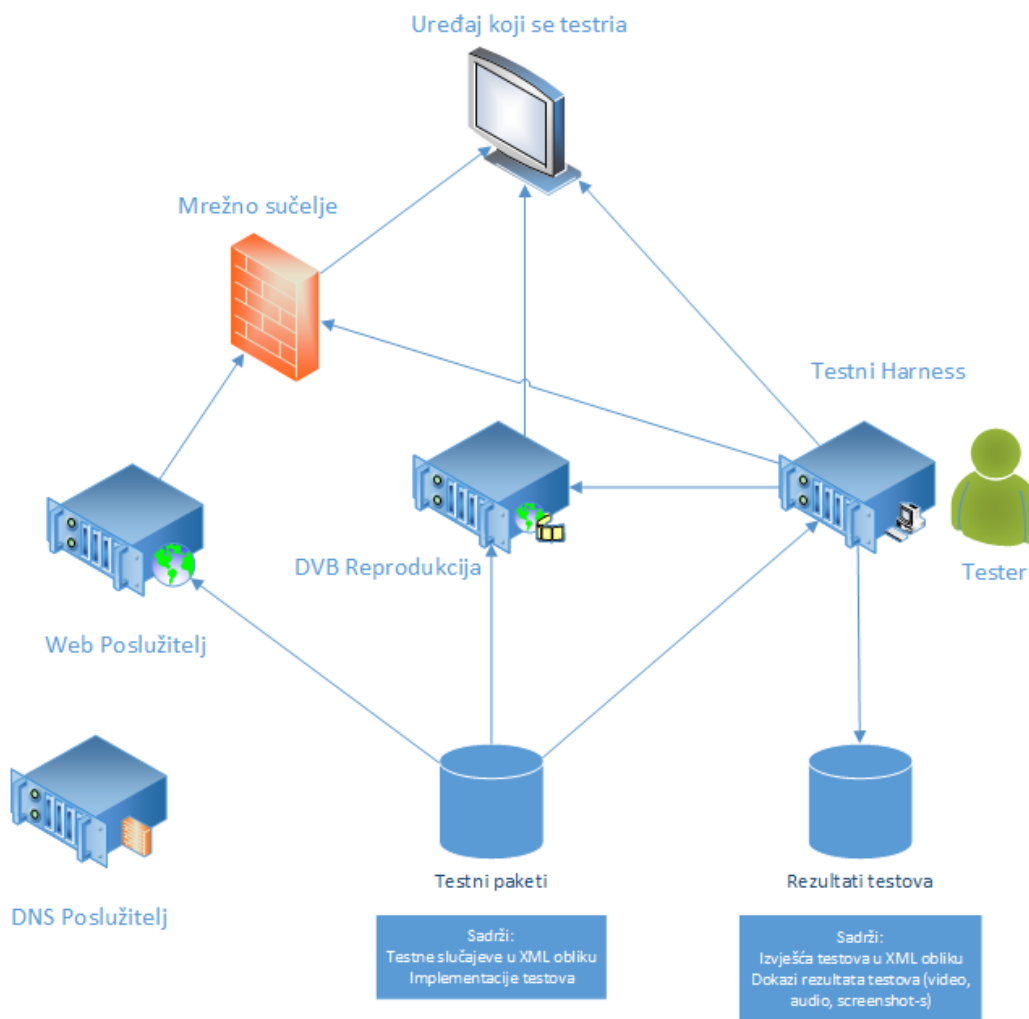 Uređaj koji se testria
Mrežno sučelje
Testni Harness
DVB Reprodukcija
Tester
Web Poslužitelj
DNS Poslužitelj
Testni paketi
Rezultati testova
Sadrži:
Testne slučajeve u XML obliku
Implementacije testova
Sadrži:
Izvješća testova u XML obliku
Dokazi rezultata testova (video,
audio, screenshot-s)